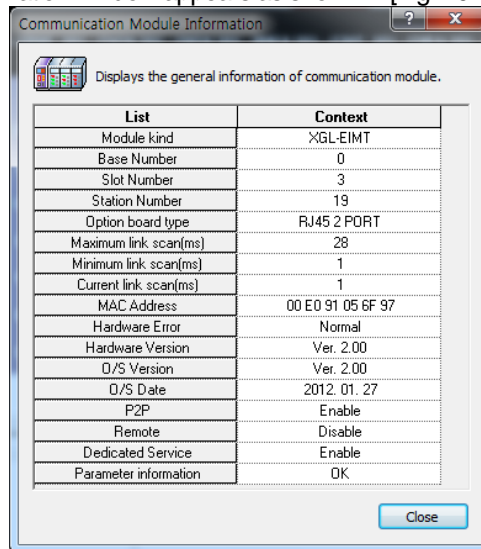 Communication Module Information
Displays the general information of communication module.
List Context
Module kind XGL-EIMT
Base Number 0
Slot Number 3
Station Number 19
Option board type RJ45 2 PORT
Maximum link scan(ms) 28
Minimum link scan(ms) 1
Current link scan(ms) 1
MAC Address 00 E0 91 05 6F 97
Hardware Error Normal
Hardware Version Ver. 2.00
O/S Version Ver. 2.00
O/S Date 2012. 01. 27
P2P Enable
Remote Disable
Dedicated Service Enable
Parameter information OK
Close